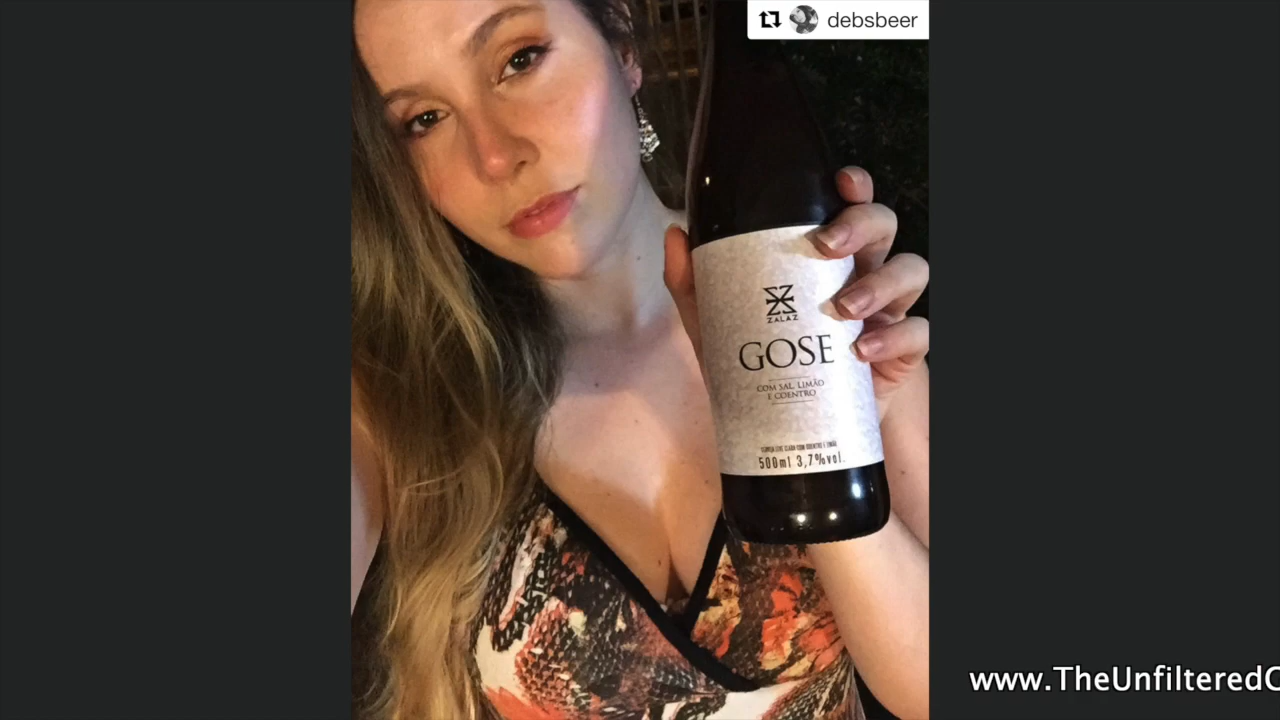 debsbeer
ZALAZ
GOSE
COM SAL, LIMÃO
E COENTRO
500ml 3,7%vol.
www.TheUnfilteredC